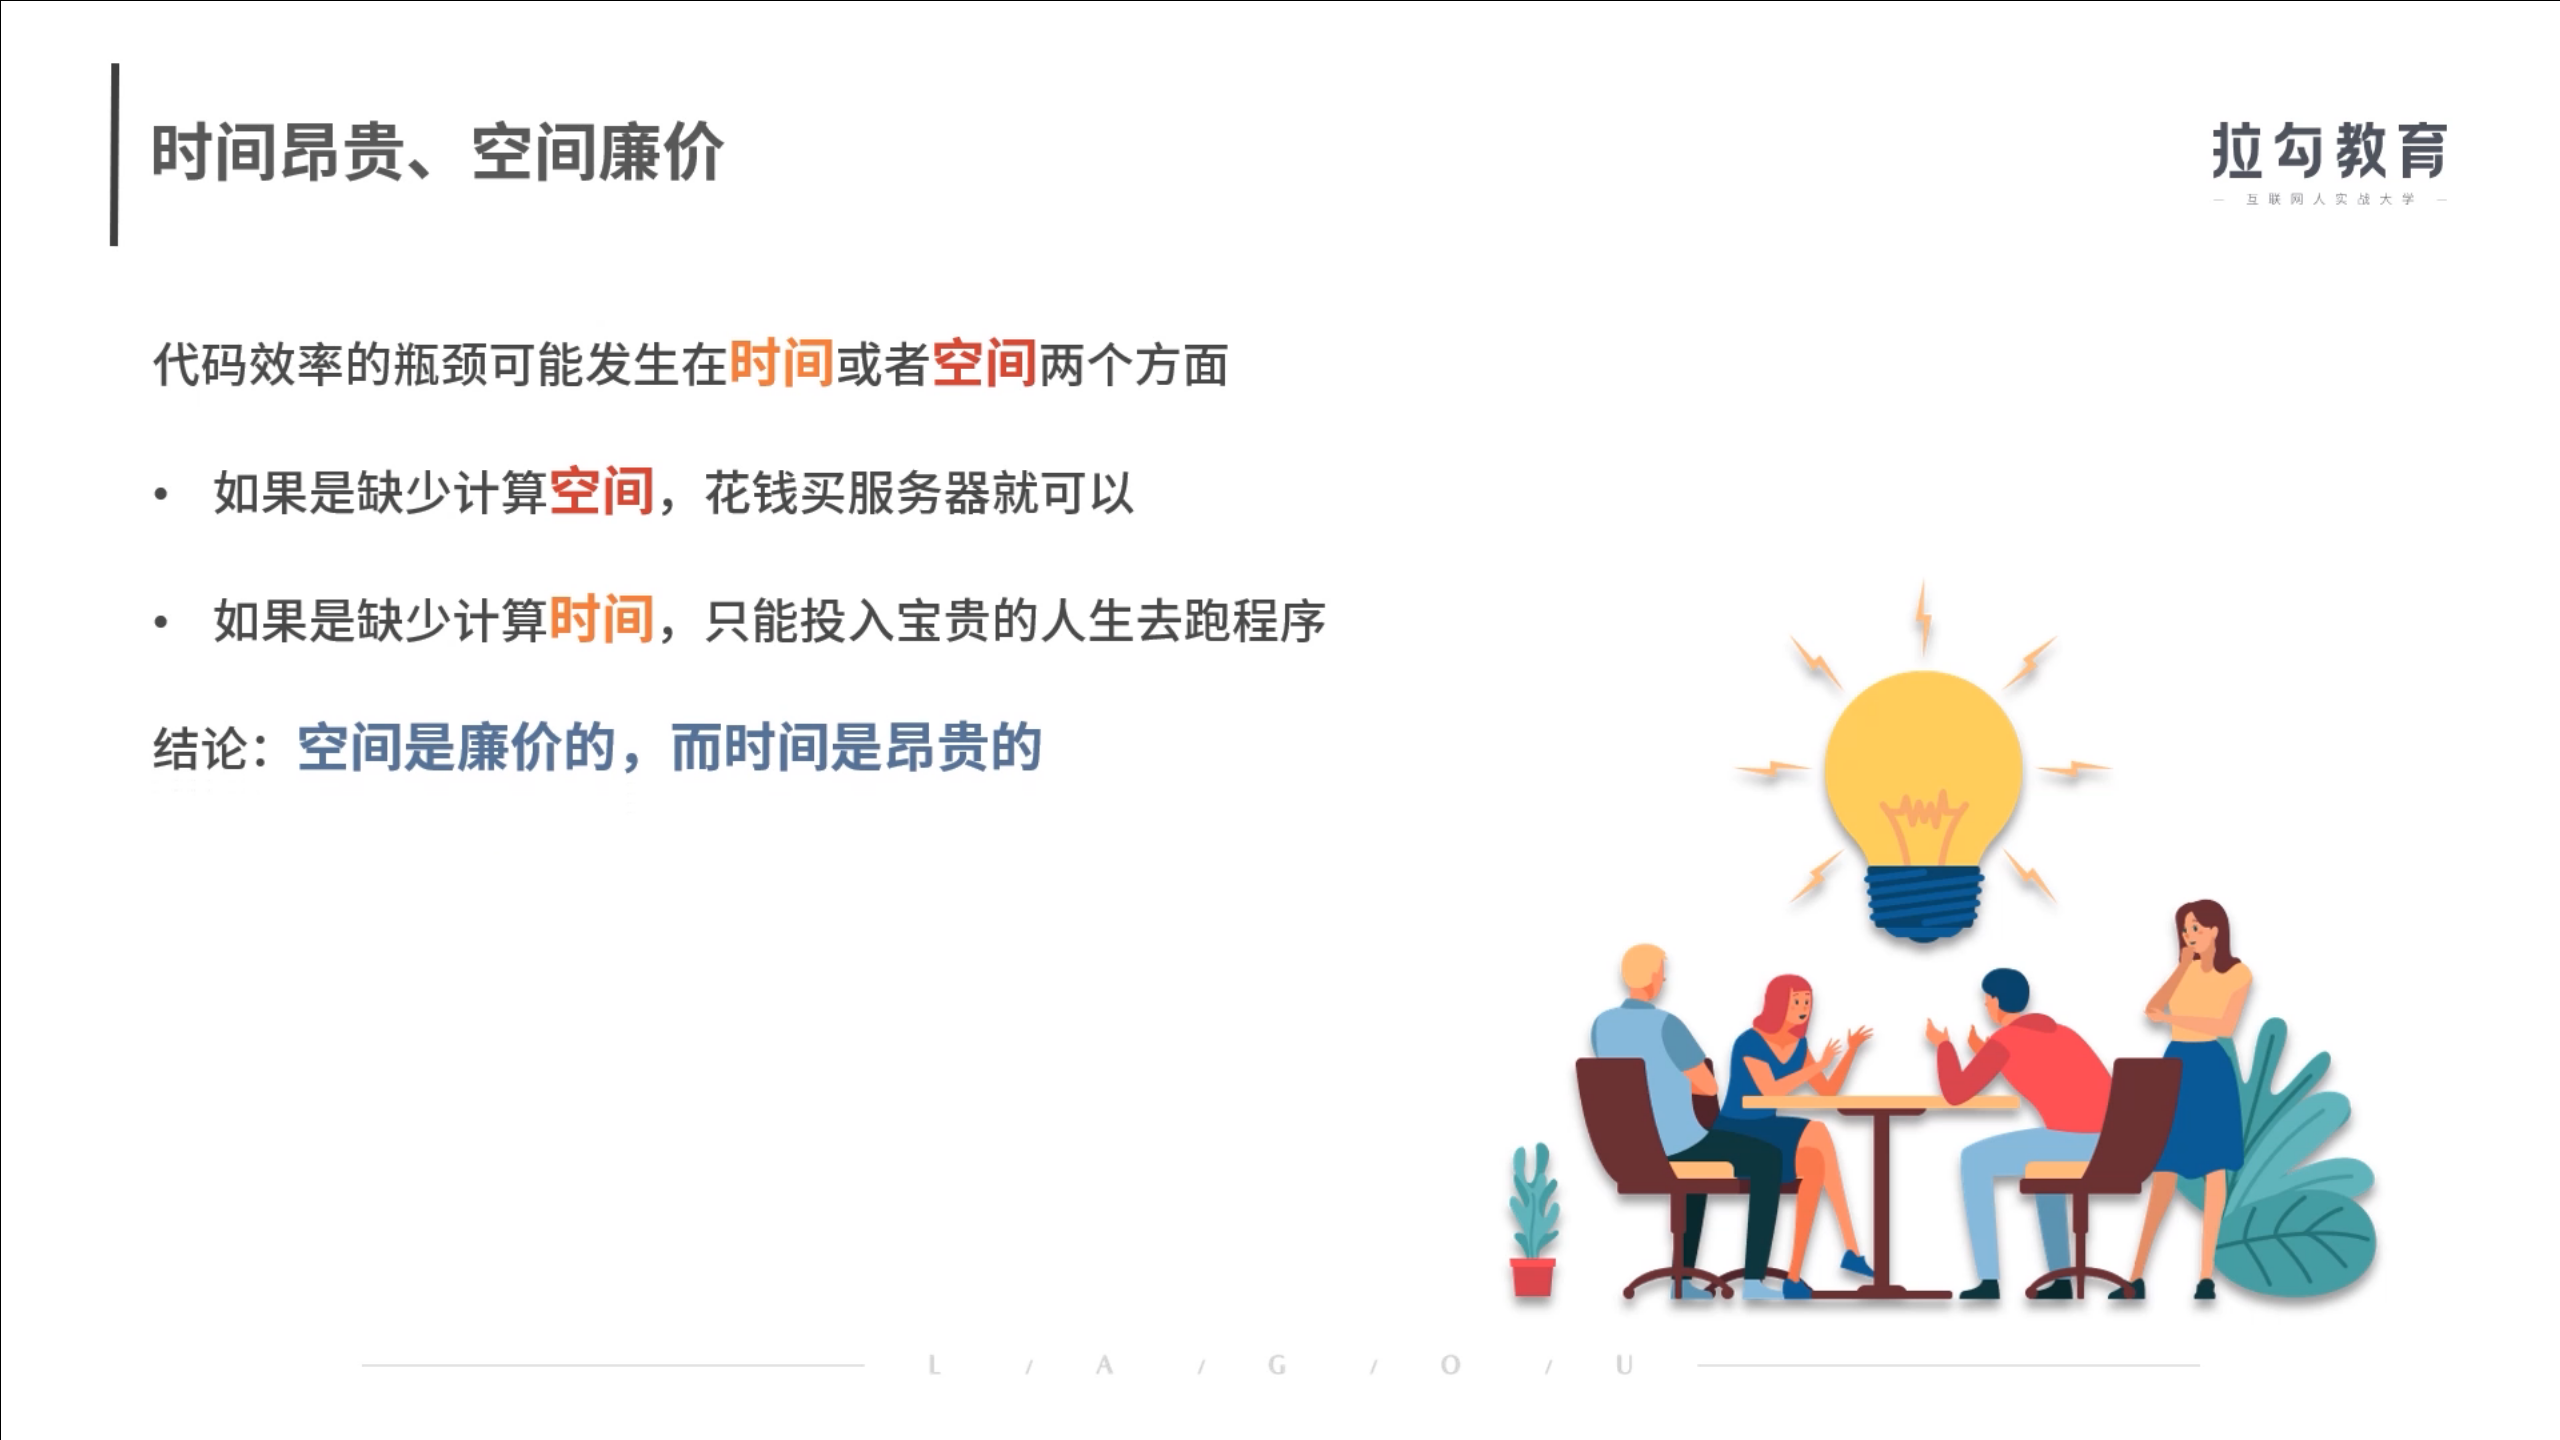 时间昂贵、空间廉价
拉勾教育
— 互联网人实战大学 —
代码效率的瓶颈可能发生在时间或者空间两个方面
• 如果是缺少计算空间，花钱买服务器就可以
• 如果是缺少计算时间，只能投入宝贵的人生去跑程序
结论：空间是廉价的，而时间是昂贵的
L / A / G / O / U